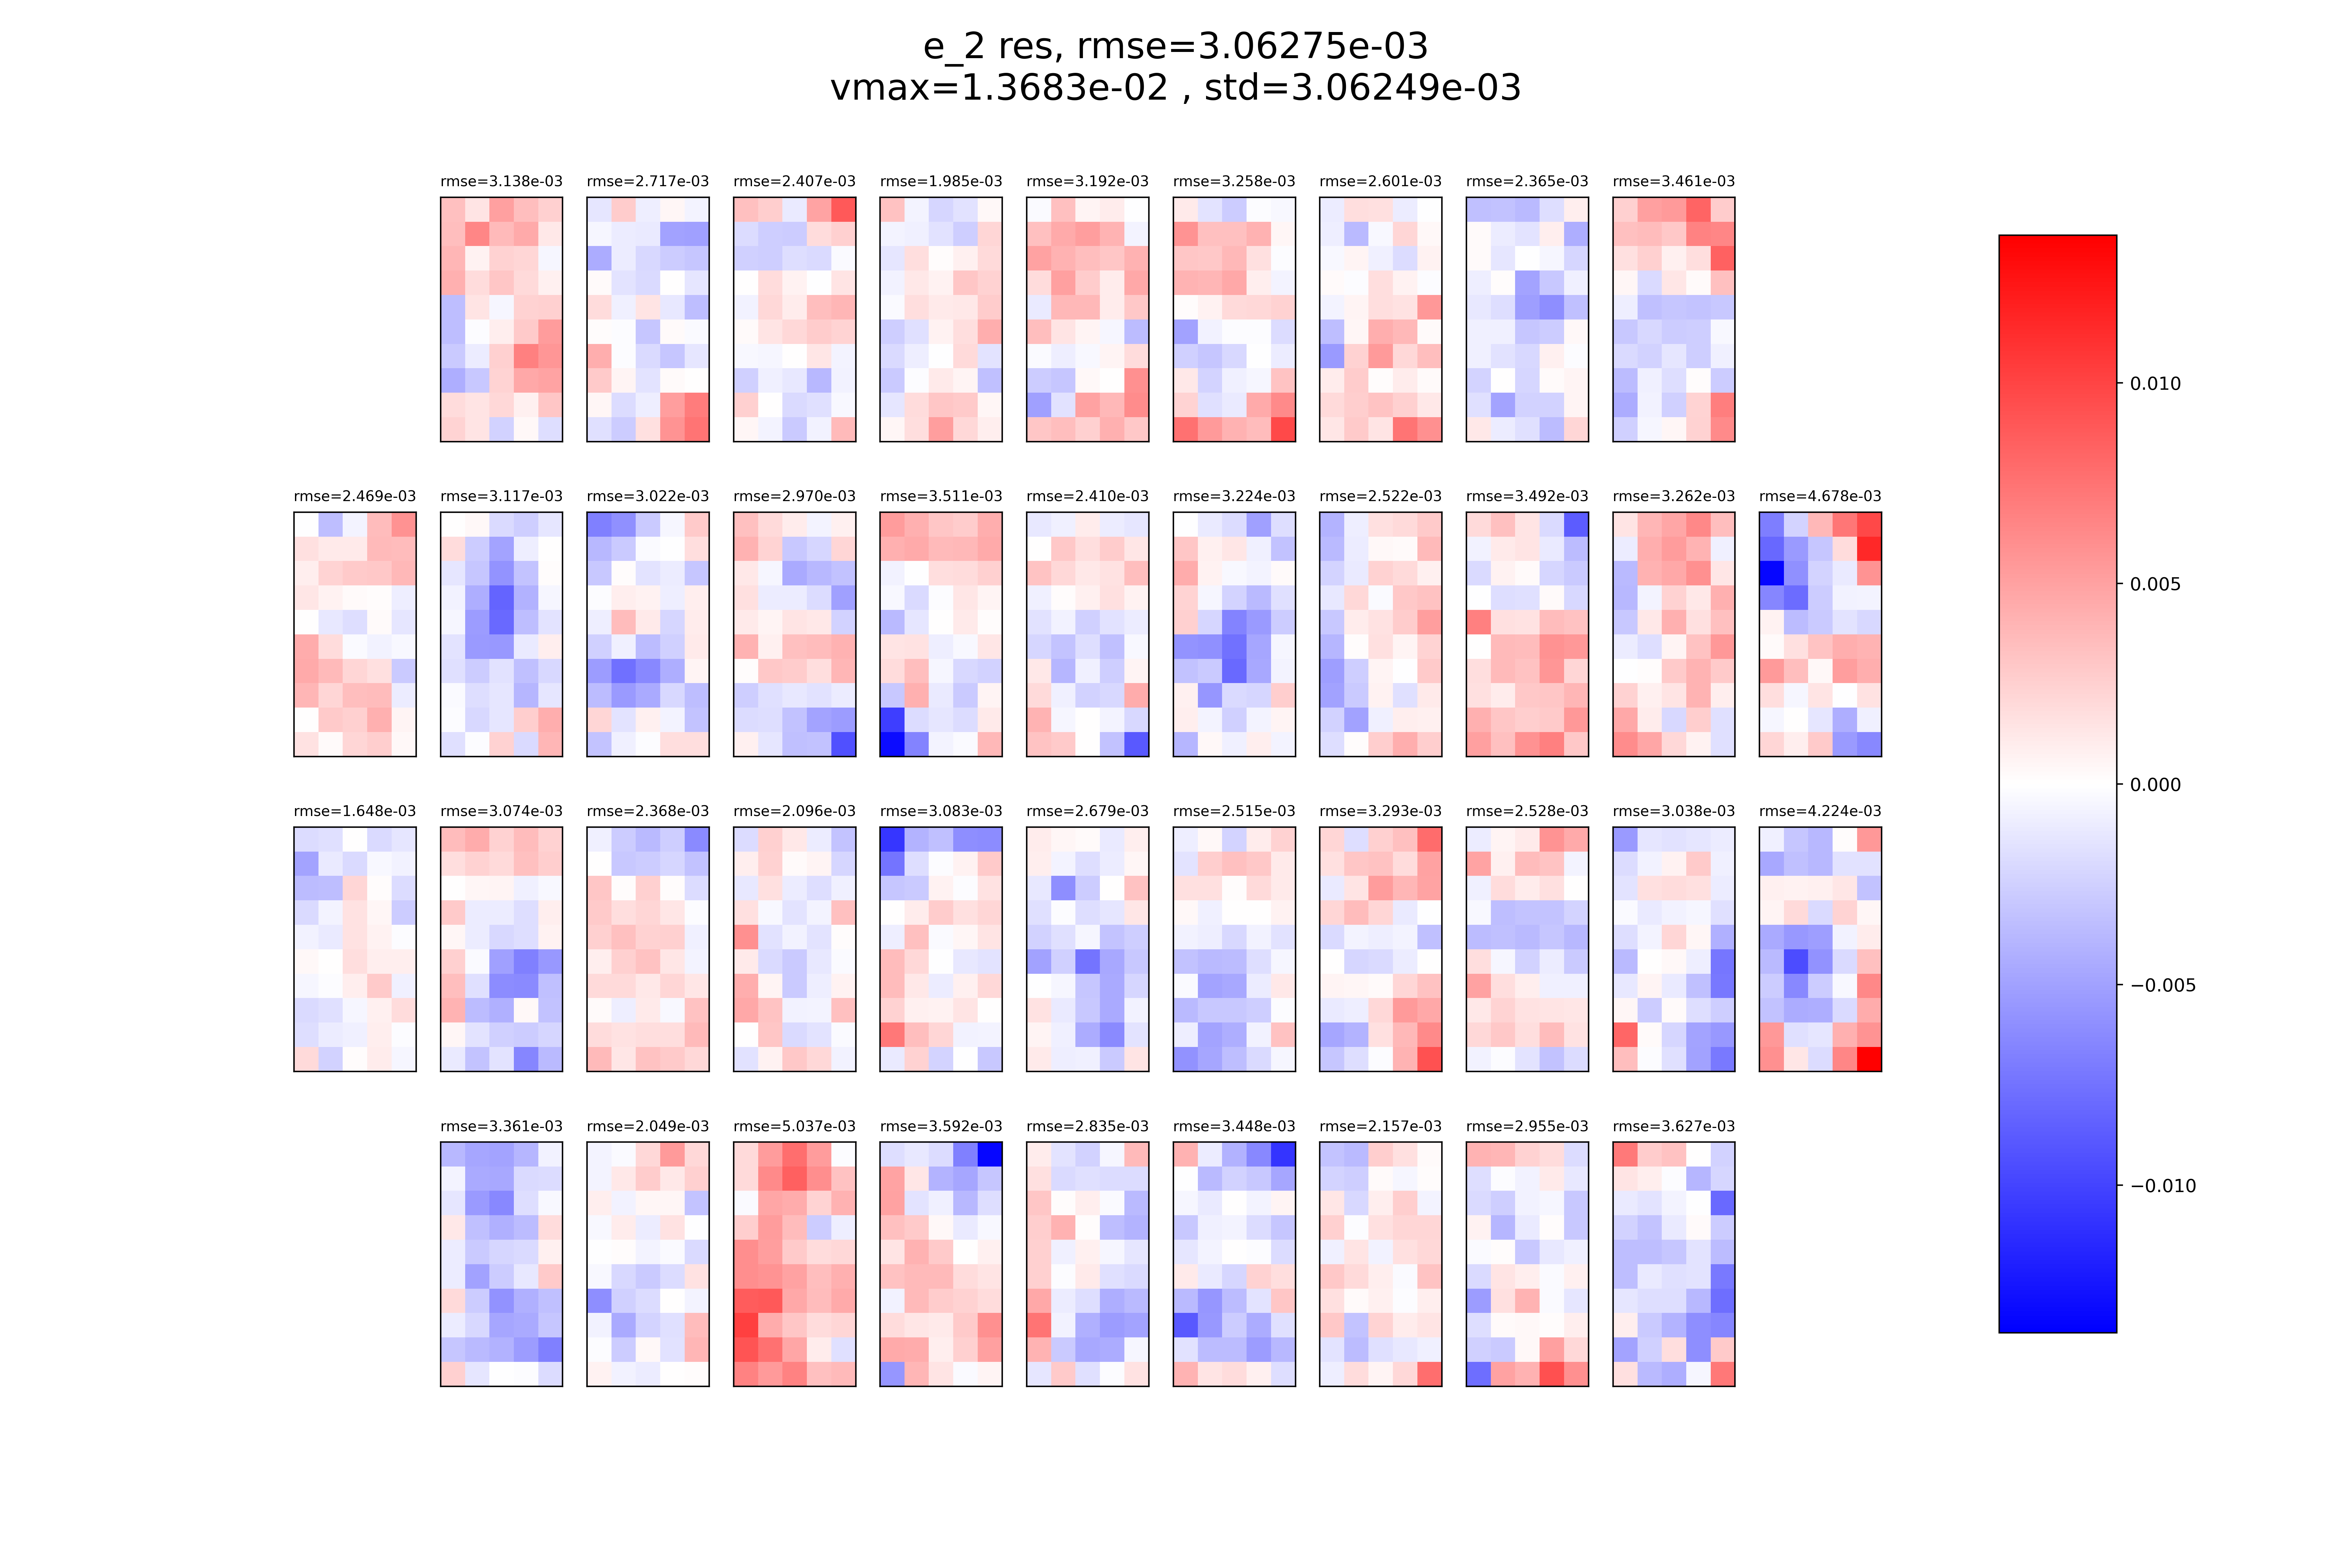 e_2 res, rmse=3.06275e-03
vmax=1.3683e-02 , std=3.06249e-03
rmse=3.138e-03 rmse=2.717e-03 rmse=2.407e-03 rmse=1.985e-03 rmse=3.192e-03 rmse=3.258e-03 rmse=2.601e-03 rmse=2.365e-03 rmse=3.461e-03
rmse=2.469e-03 rmse=3.117e-03 rmse=3.022e-03 rmse=2.970e-03 rmse=3.511e-03 rmse=2.410e-03 rmse=3.224e-03 rmse=2.522e-03 rmse=3.492e-03 rmse=3.262e-03 rmse=4.678e-03
rmse=1.648e-03 rmse=3.074e-03 rmse=2.368e-03 rmse=2.096e-03 rmse=3.083e-03 rmse=2.679e-03 rmse=2.515e-03 rmse=3.293e-03 rmse=2.528e-03 rmse=3.038e-03 rmse=4.224e-03
rmse=3.361e-03 rmse=2.049e-03 rmse=5.037e-03 rmse=3.592e-03 rmse=2.835e-03 rmse=3.448e-03 rmse=2.157e-03 rmse=2.955e-03 rmse=3.627e-03
0.010
0.005
0.000
−0.005
−0.010